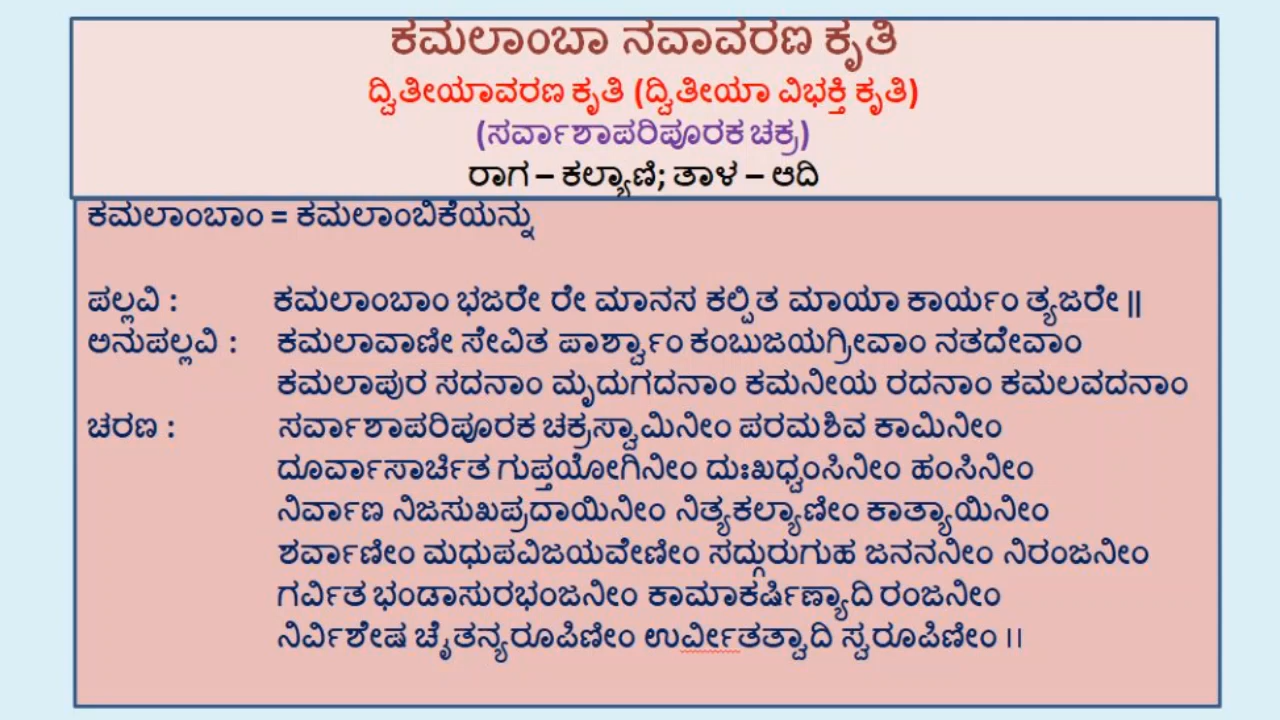 ಕಮಲಾಂಬಾ ನವಾವರಣ ಕೃತಿ
ದ್ವಿತೀಯಾವರಣ ಕೃತಿ (ದ್ವಿತೀಯಾ ವಿಭಕ್ತಿ ಕೃತಿ)
(ಸರ್ವಾಶಾಪರಿಪೂರಕ ಚಕ್ರ)
ರಾಗ – ಕಲ್ಯಾಣಿ; ತಾಳ – ಆದಿ
ಕಮಲಾಂಬಾಂ = ಕಮಲಾಂಬಿಕೆಯನ್ನು
ಪಲ್ಲವಿ : ಕಮಲಾಂಬಾಂ ಭಜರೇ ರೇ ಮಾನಸ ಕಲ್ಪಿತ ಮಾಯಾ ಕಾರ್ಯಂ ತ್ಯಜರೇ ||
ಅನುಪಲ್ಲವಿ : ಕಮಲಾವಾಣೀ ಸೇವಿತ ಪಾರ್ಶ್ವಾಂ ಕಂಬುಜಯಗ್ರೀವಾಂ ನತದೇವಾಂ
ಕಮಲಾಪುರ ಸದನಾಂ ಮೃದುಗದನಾಂ ಕಮನೀಯ ರದನಾಂ ಕಮಲವದನಾಂ
ಚರಣ : ಸರ್ವಾಶಾಪರಿಪೂರಕ ಚಕ್ರಸ್ವಾಮಿನೀಂ ಪರಮಶಿವ ಕಾಮಿನೀಂ
ದೂರ್ವಾಸಾರ್ಚಿತ ಗುಪ್ತಯೋಗಿನೀಂ ದುಃಖಧ್ವಂಸಿನೀಂ ಹಂಸಿನೀಂ
ನಿರ್ವಾಣ ನಿಜಸುಖಪ್ರದಾಯಿನೀಂ ನಿತ್ಯಕಲ್ಯಾಣೀಂ ಕಾತ್ಯಾಯಿನೀಂ
ಶರ್ವಾಣೀಂ ಮಧುಪವಿಜಯವೇಣೀಂ ಸದ್ಗುರುಗುಹ ಜನನನೀಂ ನಿರಂಜನೀಂ
ಗರ್ವಿತ ಭಂಡಾಸುರಭಂಜನೀಂ ಕಾಮಾಕರ್ಷಿಣ್ಯಾದಿ ರಂಜನೀಂ
ನಿರ್ವಿಶೇಷ ಚೈತನ್ಯರೂಪಿಣೀಂ ಉರ್ವೀತತ್ವಾದಿ ಸ್ವರೂಪಿಣೀಂ ।।